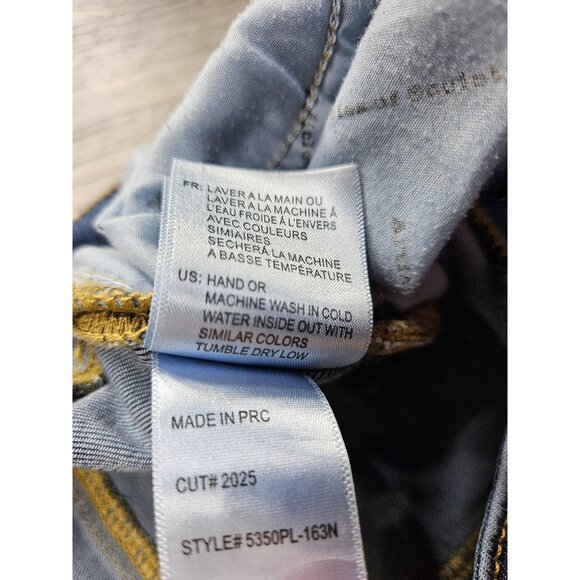 of Societ
FR: LAVER A LA MAIN OU
LAVER A LA MACHINE À
L'EAU FROIDE À L'ENVERS
AVEC COULEURS
SIMIAIRES
SECHER À LA MACHINE
A BASSE TEMPÉRATURE
US: HAND OR
MACHINE WASH IN COLD
WATER INSIDE OUT WITH
SIMILAR COLORS
TUMBLE DRY LOW
MADE IN PRC
CUT# 2025
STYLE# 5350PL-163N